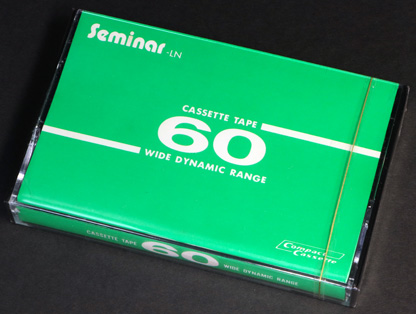 Seminar-LN
CASSETTE TAPE
60
WIDE DYNAMIC RANGE
Compact
Cassette
CASSETTE TAPE 60 WIDE DYNAMIC RANGE